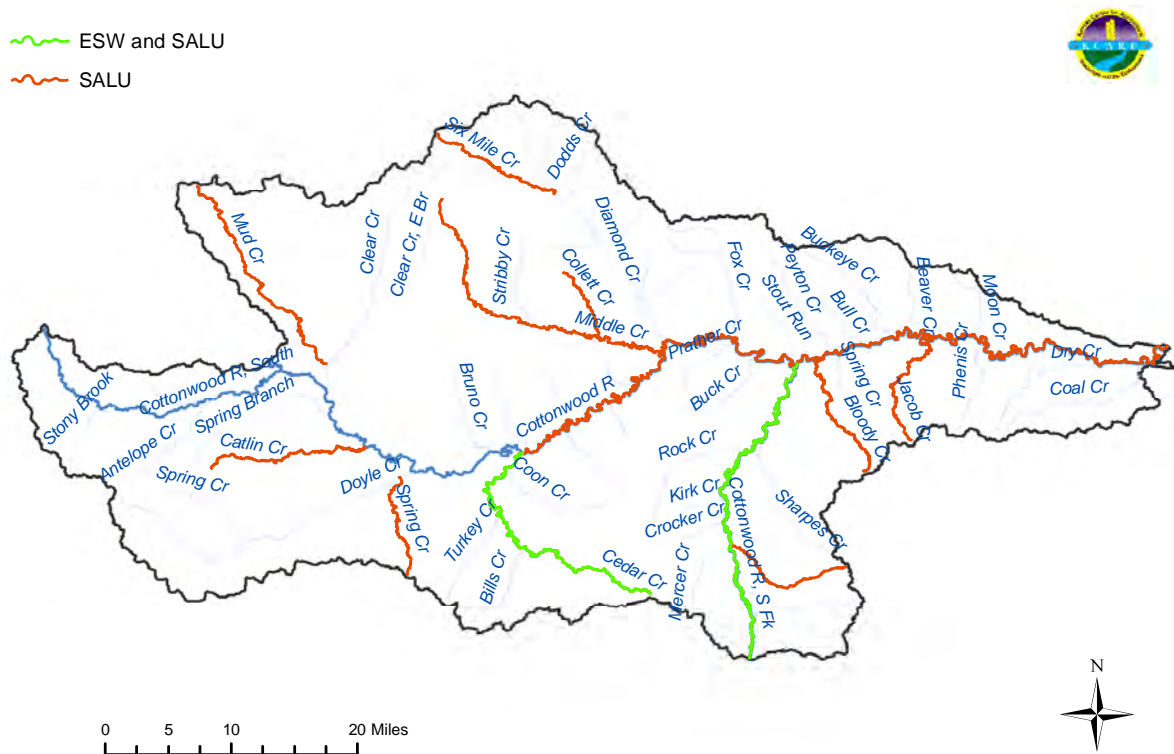 ESW and SALU
SALU
KCARE
Six Mile Cr
Dodds Cr
Mud Cr
Clear Cr
Clear Cr, E Br
Stribby Cr
Diamond Cr
Collett Cr
Middle Cr
Fox Cr
Peyton Cr
Stout Run
Buckeye Cr
Bull Cr
Beaver Cr
Moon Cr
Phenis Cr
Dry Cr
Coal Cr
Prather Cr
Buck Cr
Spring Cr
Bloody Cr
Jacob Cr
Stony Brook
Cottonwood R, South
Spring Branch
Antelope Cr
Catlin Cr
Spring Cr
Doyle Cr
Spring Cr
Bruno Cr
Cottonwood R
Coon Cr
Turkey Cr
Bills Cr
Cedar Cr
Rock Cr
Kirk Cr
Crocker Cr
Mercer Cr
Cottonwood R, S Fk
Sharpes Cr
N
0 5 10 20 Miles